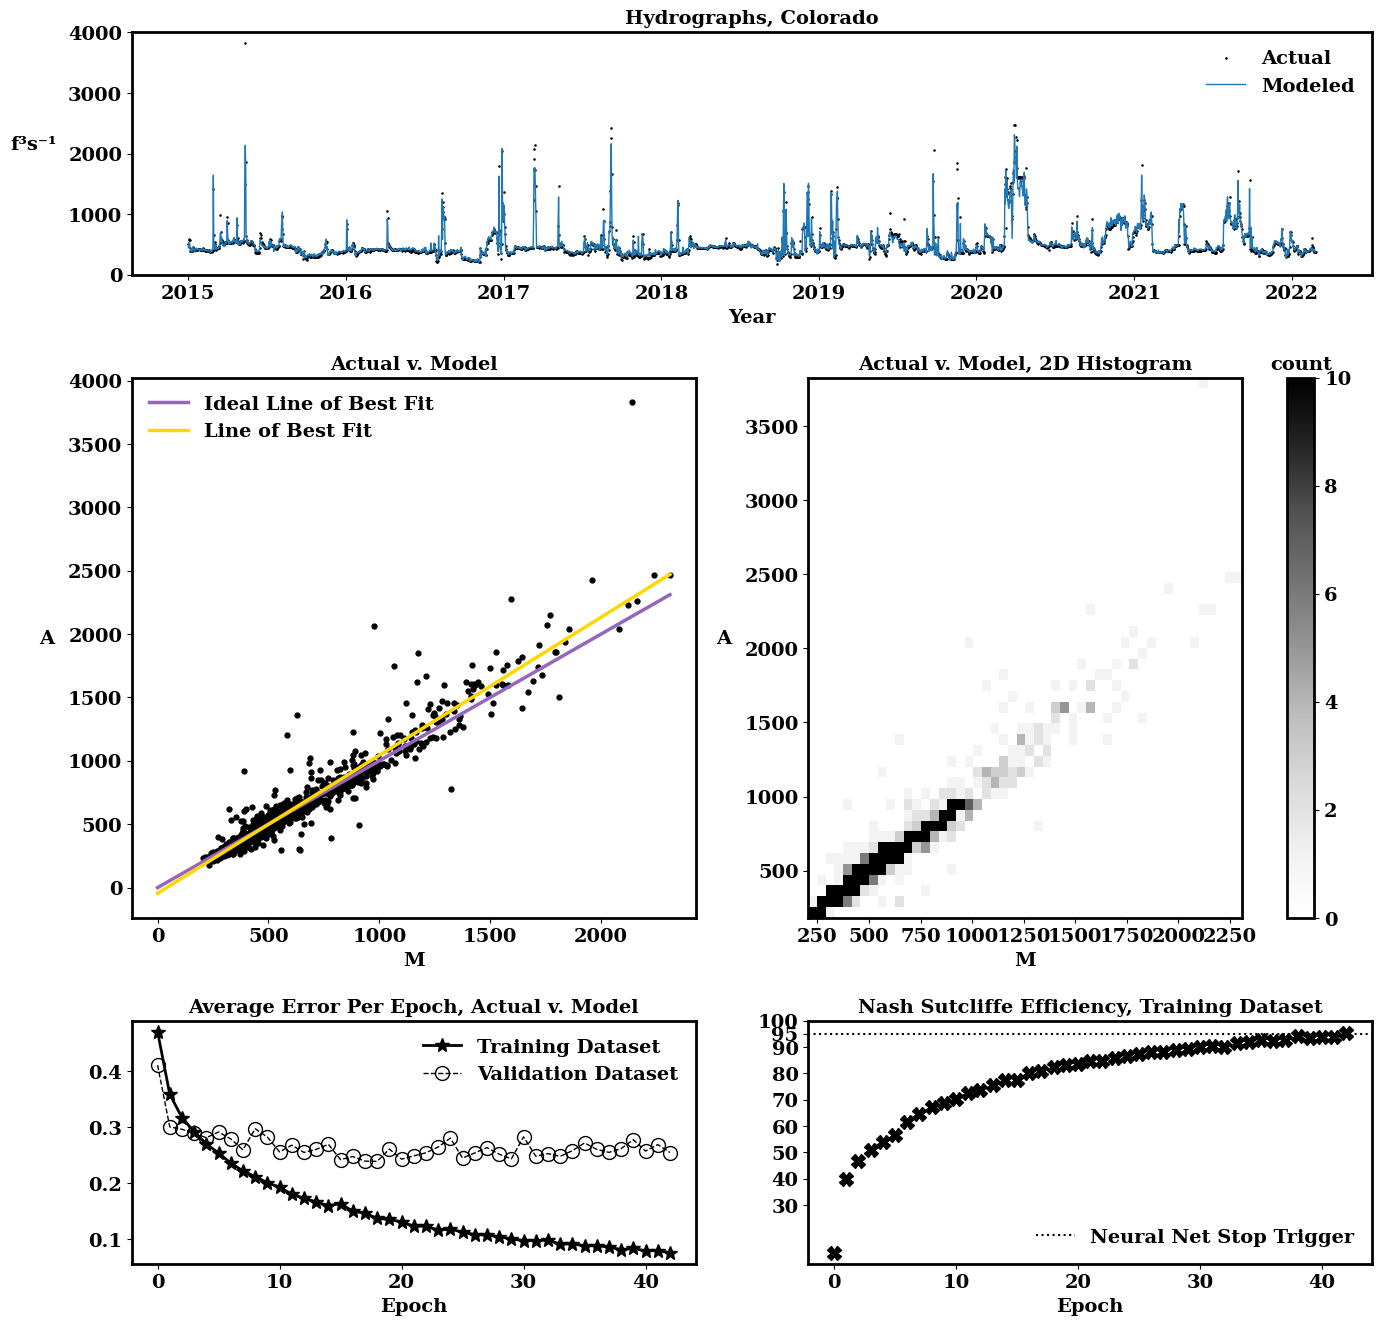 Hydrographs, Colorado
4000
3000
f³s⁻¹
2000
1000
0
Actual
Modeled
2015 2016 2017 2018 2019 2020 2021 2022
Year
Actual v. Model
4000
3500
3000
2500
2000
A
1500
1000
500
0
Ideal Line of Best Fit
Line of Best Fit
0 500 1000 1500 2000
M
Actual v. Model, 2D Histogram
3500
3000
2500
2000
A
1500
1000
500
250 500 750 1000 1250 1500 1750 2000 2250
M
count
10
8
6
4
2
0
Average Error Per Epoch, Actual v. Model
0.4
0.3
0.2
0.1
Training Dataset
Validation Dataset
0 10 20 30 40
Epoch
Nash Sutcliffe Efficiency, Training Dataset
100
95
90
80
70
60
50
40
30
Neural Net Stop Trigger
0 10 20 30 40
Epoch